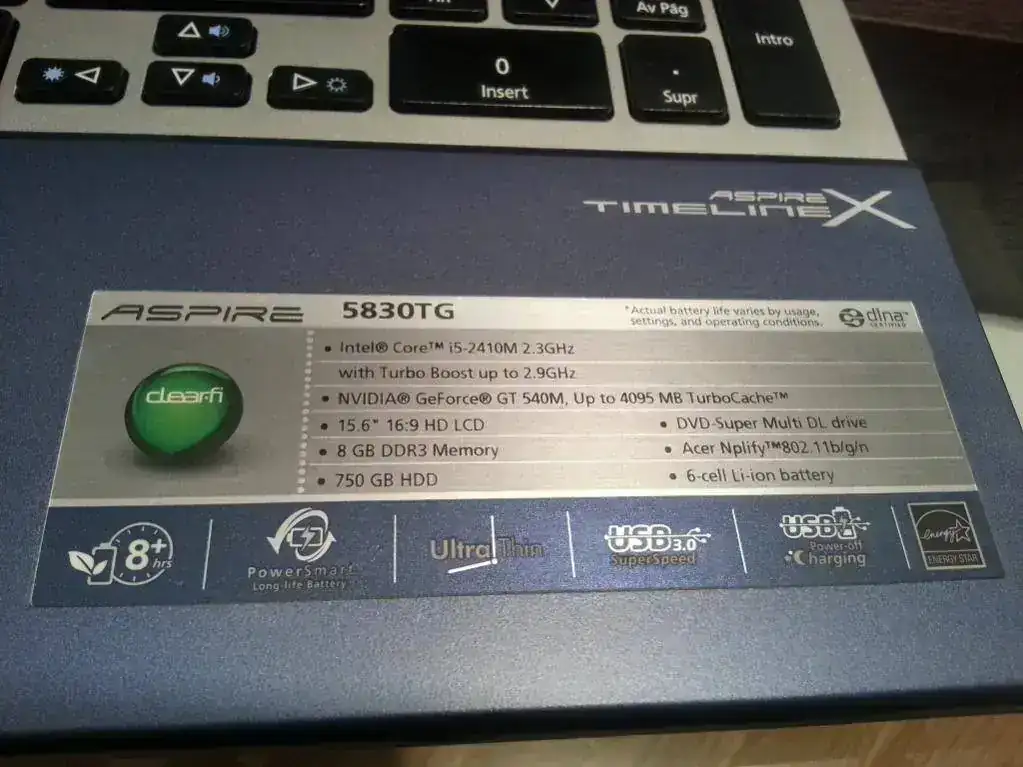 Av Pág
Intro
0
Insert
.
Supr
ASPIRE
TIMELINEX
ASPIRE 5830TG
*Actual battery life varies by usage,
settings, and operating conditions.
dlna™
CERTIFIED
clear.fi
• Intel® Core™ i5-2410M 2.3GHz
with Turbo Boost up to 2.9GHz
• NVIDIA® GeForce® GT 540M, Up to 4095 MB TurboCache™
• 15.6" 16:9 HD LCD
• DVD-Super Multi DL drive
• 8 GB DDR3 Memory
• Acer Nplify™802.11b/g/n
• 750 GB HDD
• 6-cell Li-ion battery
8+
hrs
PowerSmart
Long-life Battery
UltraThin
USB 3.0
SuperSpeed
USB
Power-off
Charging
energy
ENERGY STAR